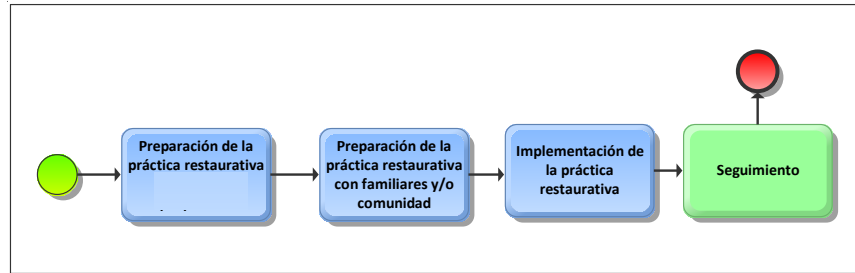 Preparación de la
práctica restaurativa
Preparación de la
práctica restaurativa
con familiares y/o
comunidad
Implementación de
la práctica
restaurativa
Seguimiento